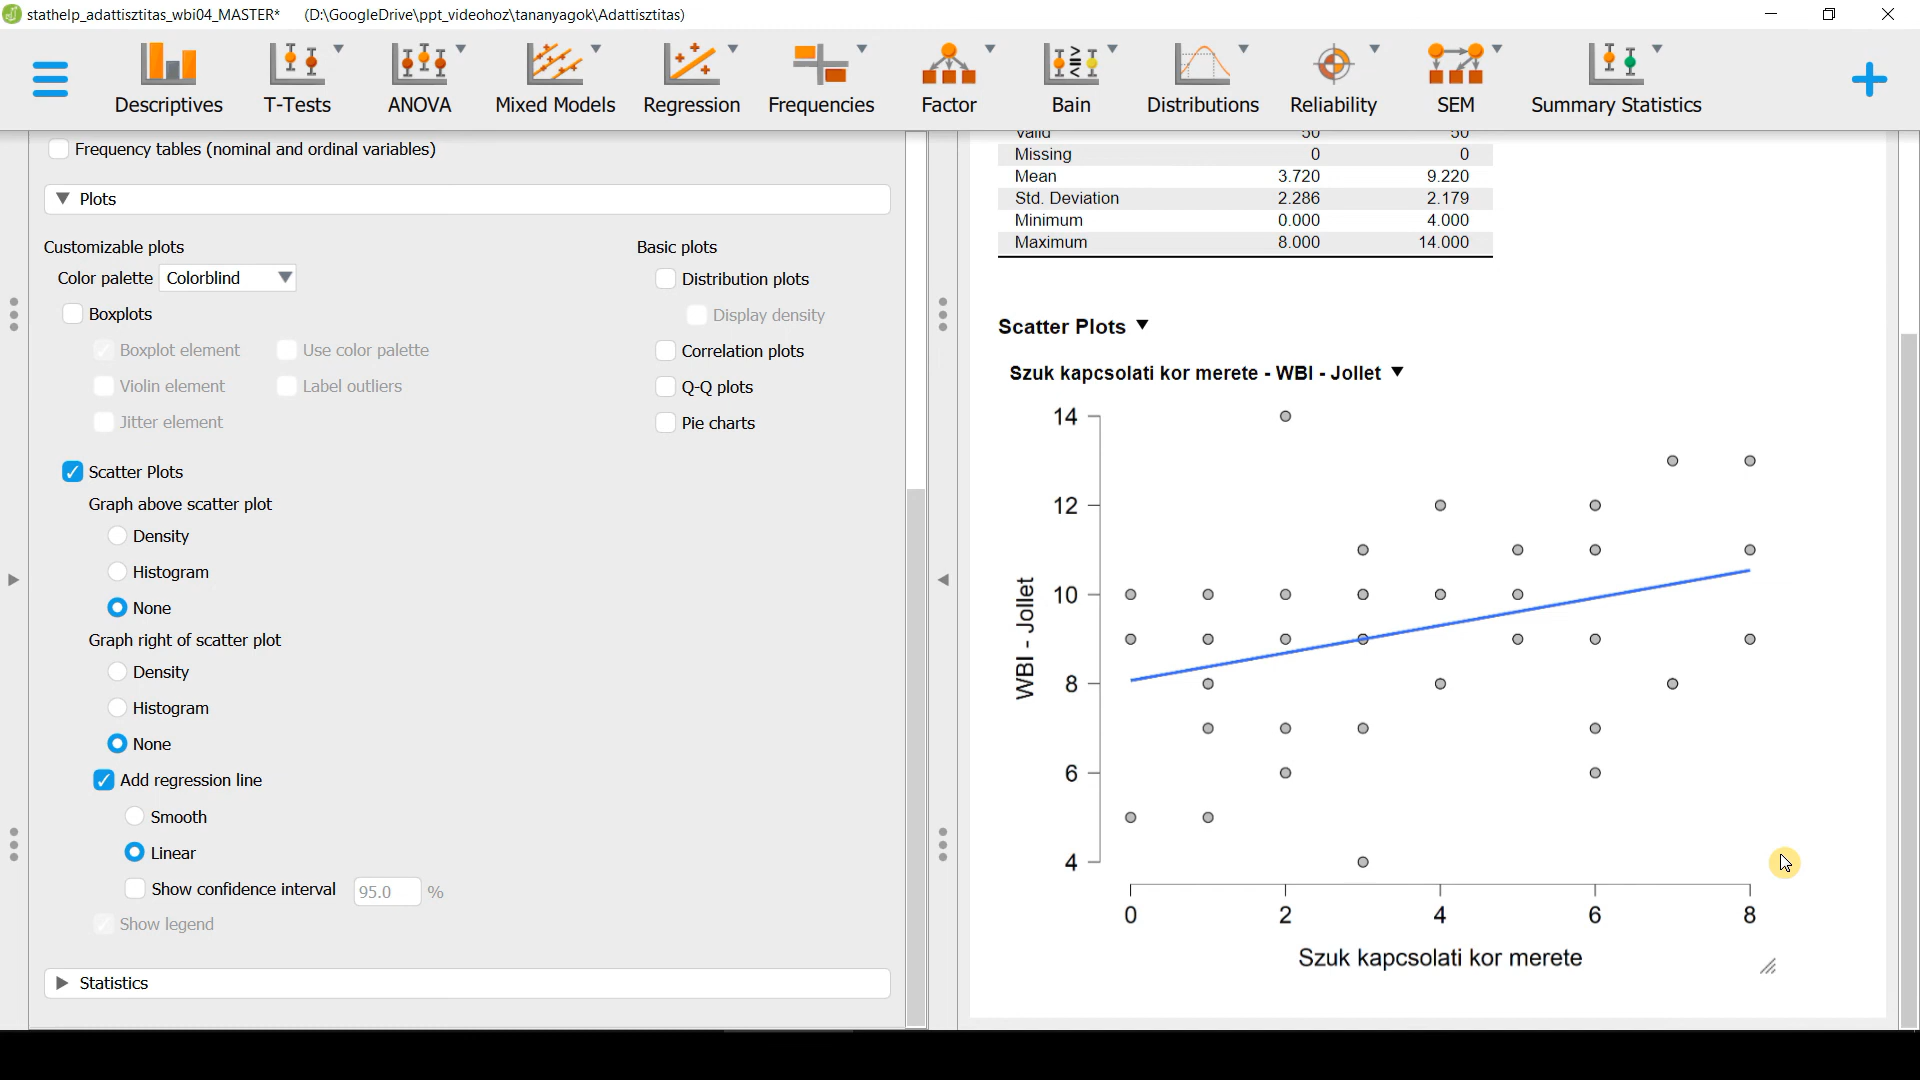 stathelp_adattisztitas_wbi04_MASTER* (D:\GoogleDrive\ppt_videohoz\tananyagok\Adattisztitas)
Descriptives
T-Tests
ANOVA
Mixed Models
Regression
Frequencies
Factor
Bain
Distributions
Reliability
SEM
Summary Statistics
Frequency tables (nominal and ordinal variables)
Plots
Customizable plots
Color palette Colorblind
Boxplots
Boxplot element Use color palette
Violin element Label outliers
Jitter element
Basic plots
Distribution plots
Display density
Correlation plots
Q-Q plots
Pie charts
Scatter Plots
Graph above scatter plot
Density
Histogram
None
Graph right of scatter plot
Density
Histogram
None
Add regression line
Smooth
Linear
Show confidence interval 95.0 %
Show legend
Statistics
Valid 50 50
Missing 0 0
Mean 3.720 9.220
Std. Deviation 2.286 2.179
Minimum 0.000 4.000
Maximum 8.000 14.000
Scatter Plots
Szuk kapcsolati kor merete - WBI - Jollet
14
12
10
8
6
4
WBI - Jollet
0 2 4 6 8
Szuk kapcsolati kor merete